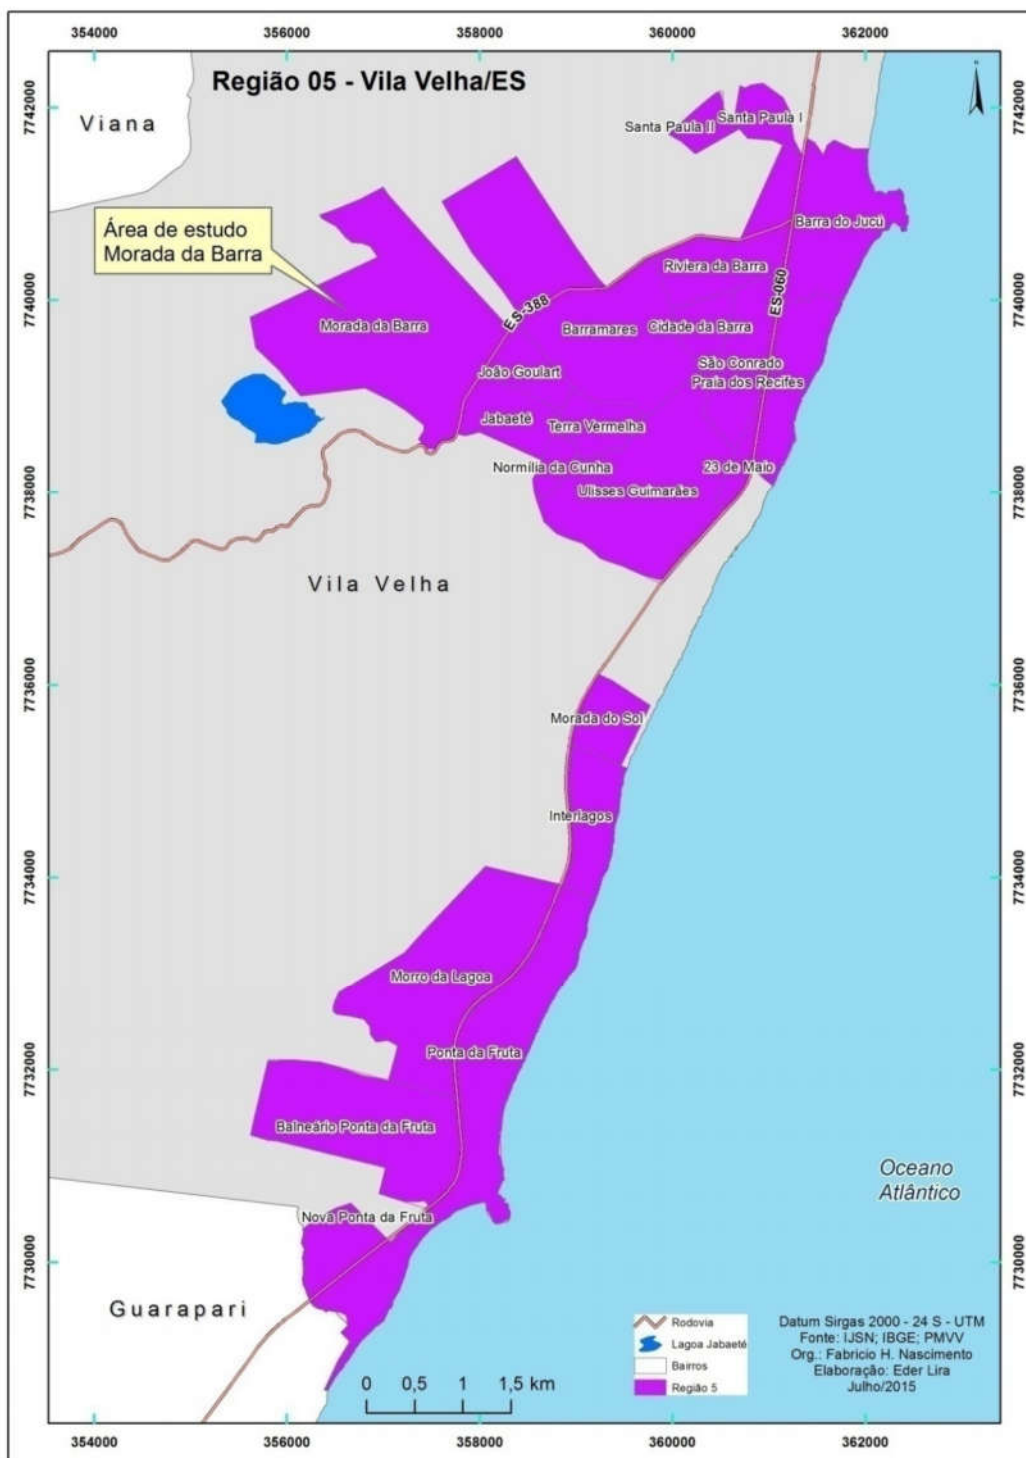 354000 356000 358000 360000 362000
Região 05 - Vila Velha/ES
7742000
7742000
Viana
Santa Paula II
Santa Paula I
Área de estudo
Morada da Barra
Barra do Jucú
Riviera da Barra
ES-060
7740000
7740000
ES-388
Morada da Barra
Barramares
Cidade da Barra
São Conrado
João Goulart
Praia dos Recifes
Jabaeté
Terra Vermelha
Normília da Cunha
23 de Maio
7738000
7738000
Ulisses Guimarães
Vila Velha
7736000
7736000
Morada do Sol
Interlagos
7734000
7734000
Morro da Lagoa
7732000
7732000
Ponta da Fruta
Balneário Ponta da Fruta
Oceano
Atlântico
Nova Ponta da Fruta
7730000
7730000
Guarapari
Rodovia
Lagoa Jabaeté
Bairros
Região 5
Datum Sirgas 2000 - 24 S - UTM
Fonte: IJSN; IBGE; PMVV
Org.: Fabricio H. Nascimento
Elaboração: Eder Lira
Julho/2015
0 0,5 1 1,5 km
354000 356000 358000 360000 362000